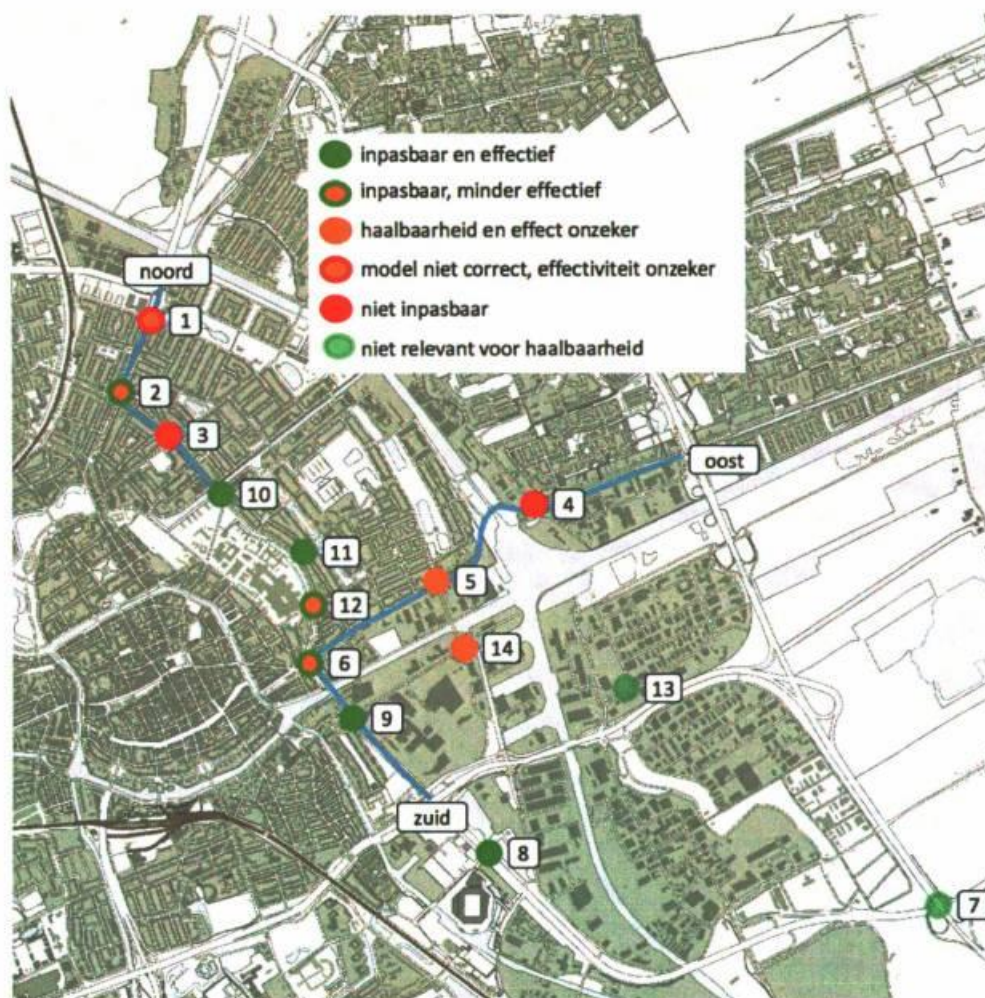 inpasbaar en effectief
inpasbaar, minder effectief
haalbaarheid en effect onzeker
model niet correct, effectiviteit onzeker
niet inpasbaar
niet relevant voor haalbaarheid
noord
1
2
3
10
11
12
oost
4
5
6
14
13
9
zuid
8
7